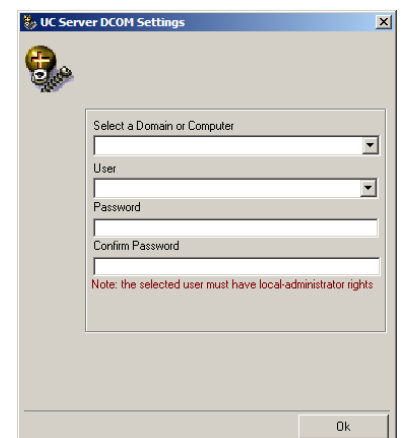 UC Server DCOM Settings
Select a Domain or Computer
User
Password
Confirm Password
Note: the selected user must have local-administrator rights
Ok